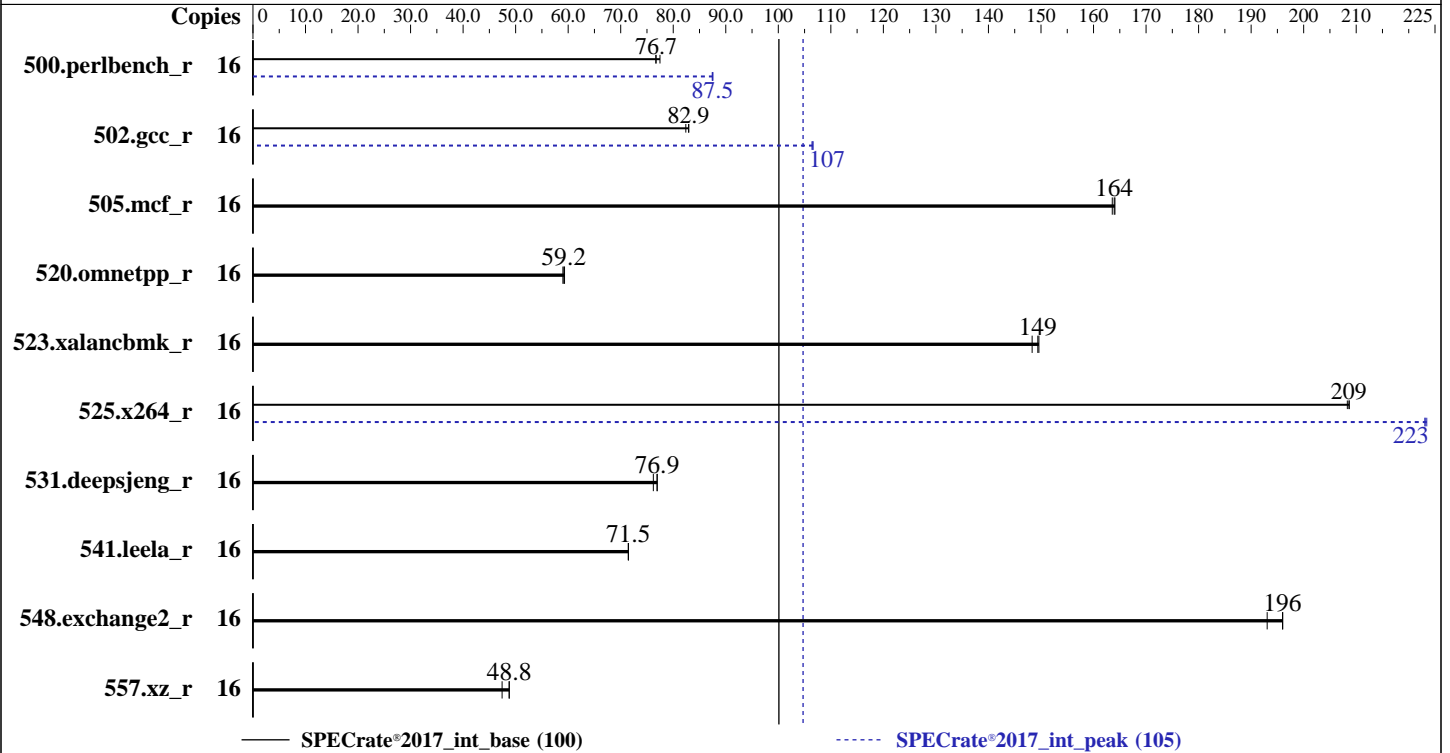 Copies 0 10.0 20.0 30.0 40.0 50.0 60.0 70.0 80.0 90.0 100 110 120 130 140 150 160 170 180 190 200 210 225
76.7
500.perlbench_r 16
87.5
82.9
502.gcc_r 16
107
164
505.mcf_r 16
59.2
520.omnetpp_r 16
149
523.xalancbmk_r 16
209
525.x264_r 16
223
76.9
531.deepsjeng_r 16
71.5
541.leela_r 16
196
548.exchange2_r 16
48.8
557.xz_r 16
SPECrate®2017_int_base (100) SPECrate®2017_int_peak (105)